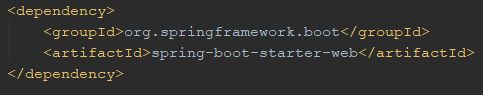 <dependency>
    <groupId>org.springframework.boot</groupId>
    <artifactId>spring-boot-starter-web</artifactId>
</dependency>